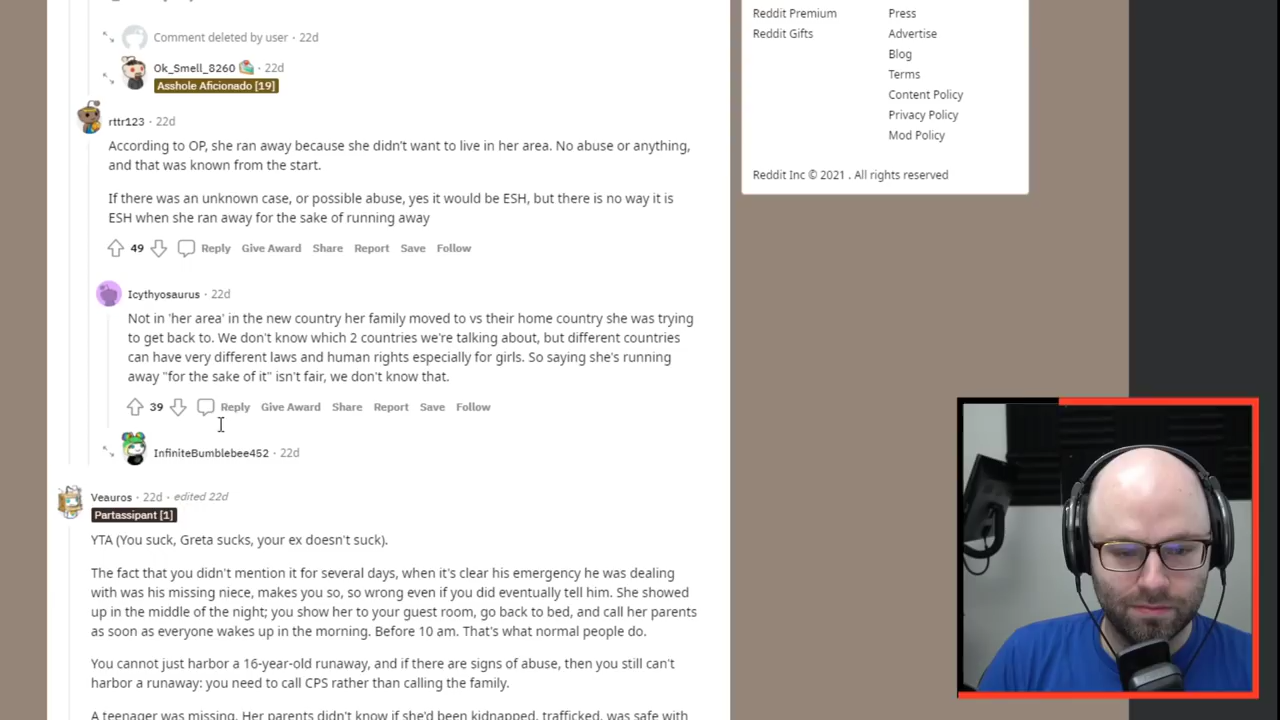 Comment deleted by user · 22d
Ok_Smell_8260 · 22d
Asshole Aficionado [19]
rttr123 · 22d
According to OP, she ran away because she didn't want to live in her area. No abuse or anything,
and that was known from the start.
If there was an unknown case, or possible abuse, yes it would be ESH, but there is no way it is
ESH when she ran away for the sake of running away
49 Reply Give Award Share Report Save Follow
Icythyosaurus · 22d
Not in 'her area' in the new country her family moved to vs their home country she was trying
to get back to. We don't know which 2 countries we're talking about, but different countries
can have very different laws and human rights especially for girls. So saying she's running
away "for the sake of it" isn't fair, we don't know that.
39 Reply Give Award Share Report Save Follow
InfiniteBumblebee452 · 22d
Veauros · 22d · edited 22d
Partassipant [1]
YTA (You suck, Greta sucks, your ex doesn't suck).
The fact that you didn't mention it for several days, when it's clear his emergency he was dealing
with was his missing niece, makes you so, so wrong even if you did eventually tell him. She showed
up in the middle of the night; you show her to your guest room, go back to bed, and call her parents
as soon as everyone wakes up in the morning. Before 10 am. That's what normal people do.
You cannot just harbor a 16-year-old runaway, and if there are signs of abuse, then you still can't
harbor a runaway: you need to call CPS rather than calling the family.
A teenager was missing. Her parents didn't know if she'd been kidnapped, trafficked, was safe with
Reddit Premium
Reddit Gifts
Press
Advertise
Blog
Terms
Content Policy
Privacy Policy
Mod Policy
Reddit Inc © 2021 . All rights reserved